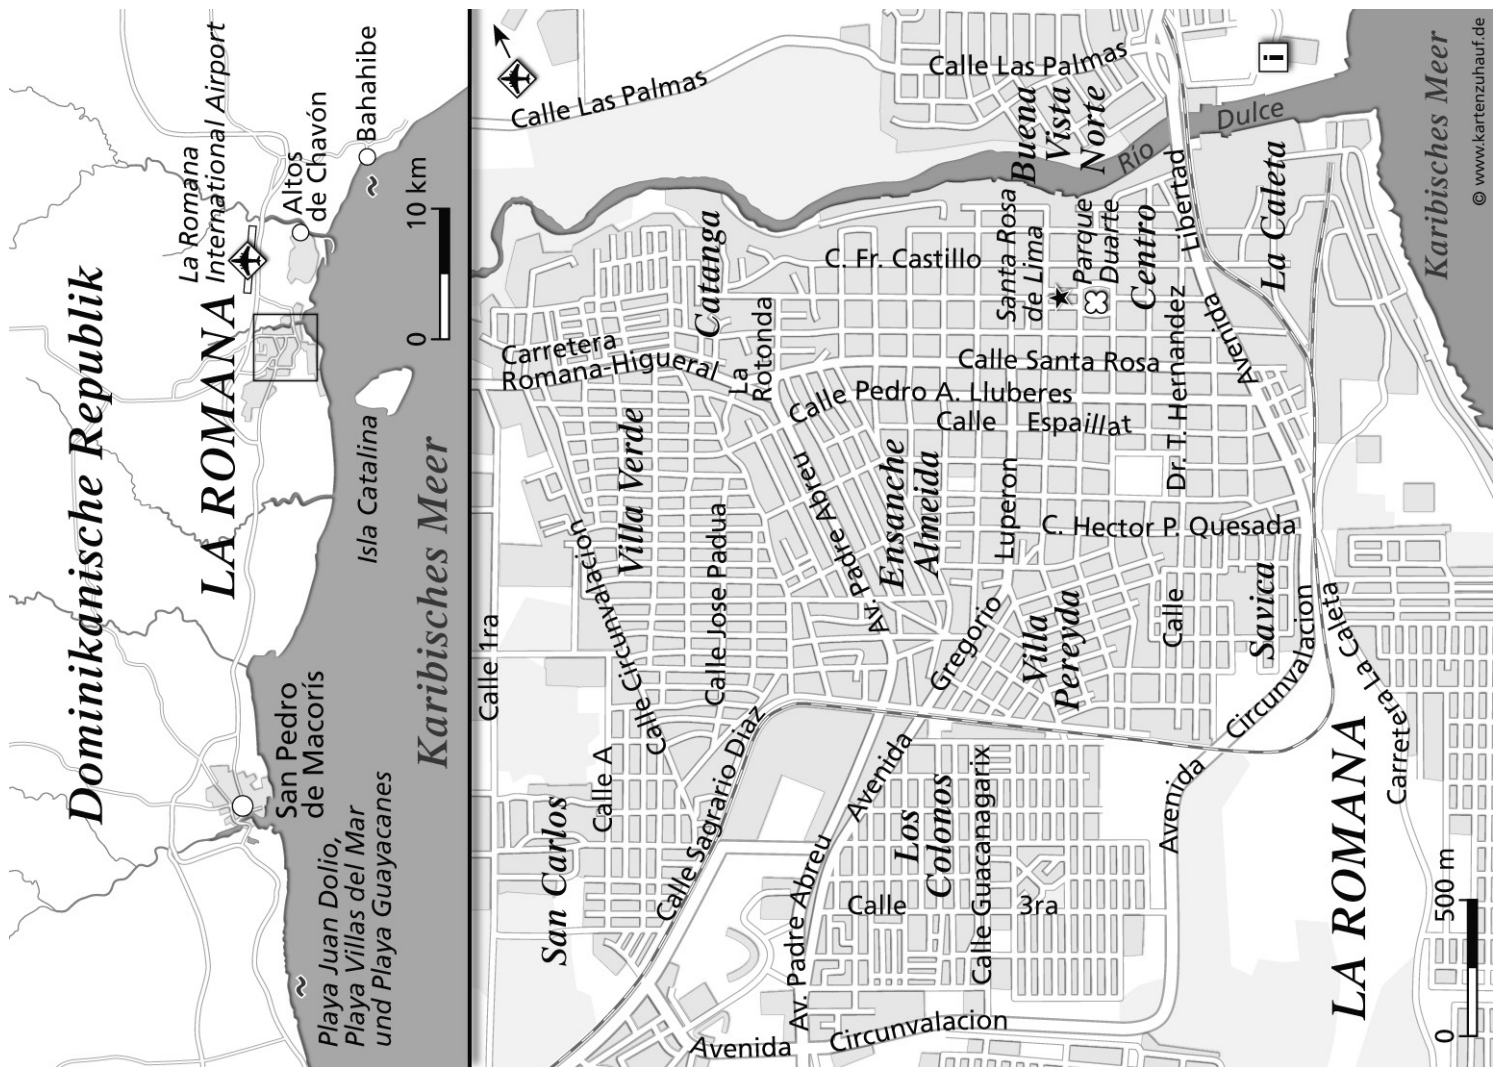 Dominikanische Republik
LA ROMANA
La Romana
International Airport
Altos
de Chavón
Bahahibe
San Pedro
de Macorís
Isla Catalina
Karibisches Meer
0 10 km
Playa Juan Dolio,
Playa Villas del Mar
und Playa Guayacanes
Calle Las Palmas
Calle Las Palmas
Buena
Vista
Norte
Río Dulce
i
Karibisches Meer
© www.kartenzuhauf.de
Carretera
Romana-Higueral
Catanga
La
Rotonda
C. Fr. Castillo
Santa Rosa
de Lima
Parque
Duarte
Centro
Avenida Libertad
La Caleta
Calle Santa Rosa
Calle Pedro A. Lluberes
Calle Espaillat
Calle Dr. T. Hernandez
C. Hector P. Quesada
Villa Verde
Calle Jose Padua
Calle Circunvalacion
Calle 1ra
Calle A
San Carlos
Calle Sagrario Diaz
Av. Padre Abreu
Ensanche
Almeida
Avenida Gregorio Luperon
Villa
Pereyda
Savica
Avenida Circunvalacion
Carretera La Caleta
Los
Colonos
Calle 3ra
Calle Guacanagarix
Av. Padre Abreu
Avenida Circunvalacion
LA ROMANA
0 500 m